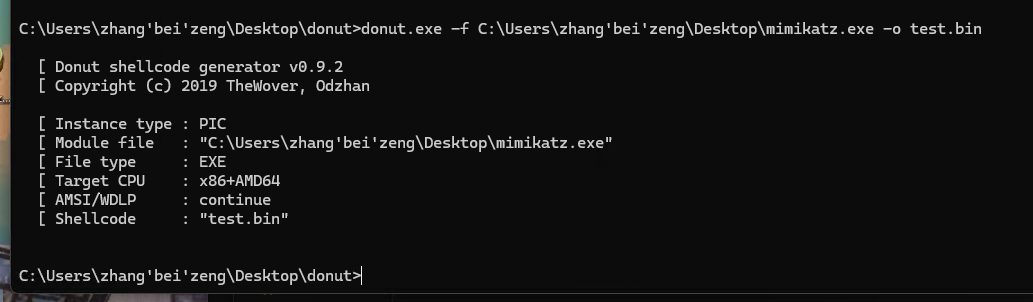 C:\Users\zhang'bei'zeng\Desktop\donut>donut.exe -f C:\Users\zhang'bei'zeng\Desktop\mimikatz.exe -o test.bin
[ Donut shellcode generator v0.9.2
[ Copyright (c) 2019 TheWover, Odzhan
[ Instance type : PIC
[ Module file   : "C:\Users\zhang'bei'zeng\Desktop\mimikatz.exe"
[ File type     : EXE
[ Target CPU    : x86+AMD64
[ AMSI/WDLP     : continue
[ Shellcode     : "test.bin"
C:\Users\zhang'bei'zeng\Desktop\donut>